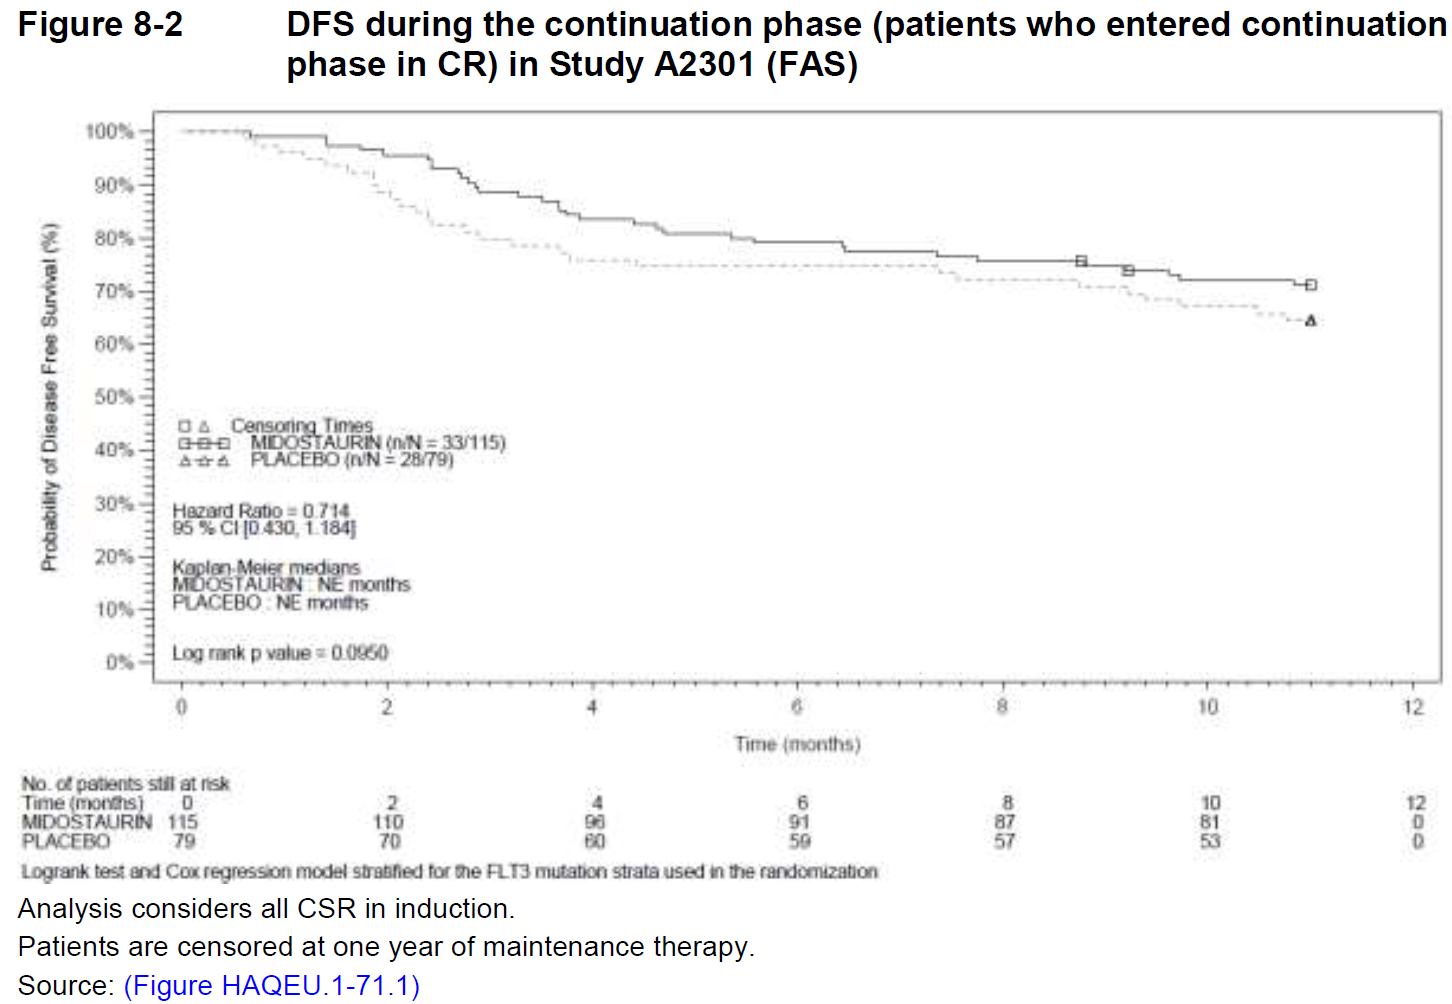 Figure 8-2 DFS during the continuation phase (patients who entered continuation
phase in CR) in Study A2301 (FAS)
Probability of Disease Free Survival (%)
100%
90%
80%
70%
60%
50%
40%
30%
20%
10%
0%
Censoring Times
MIDOSTAURIN (n/N = 33/115)
PLACEBO (n/N = 28/79)
Hazard Ratio = 0.714
95 % CI [0.430, 1.184]
Kaplan-Meier medians
MIDOSTAURIN : NE months
PLACEBO : NE months
Log rank p value = 0.0950
0 2 4 6 8 10 12
Time (months)
No. of patients still at risk
Time (months) 0 2 4 6 8 10 12
MIDOSTAURIN 115 110 96 91 87 81 0
PLACEBO 79 70 60 59 57 53 0
Logrank test and Cox regression model stratified for the FLT3 mutation strata used in the randomization
Analysis considers all CSR in induction.
Patients are censored at one year of maintenance therapy.
Source: (Figure HAQEU.1-71.1)